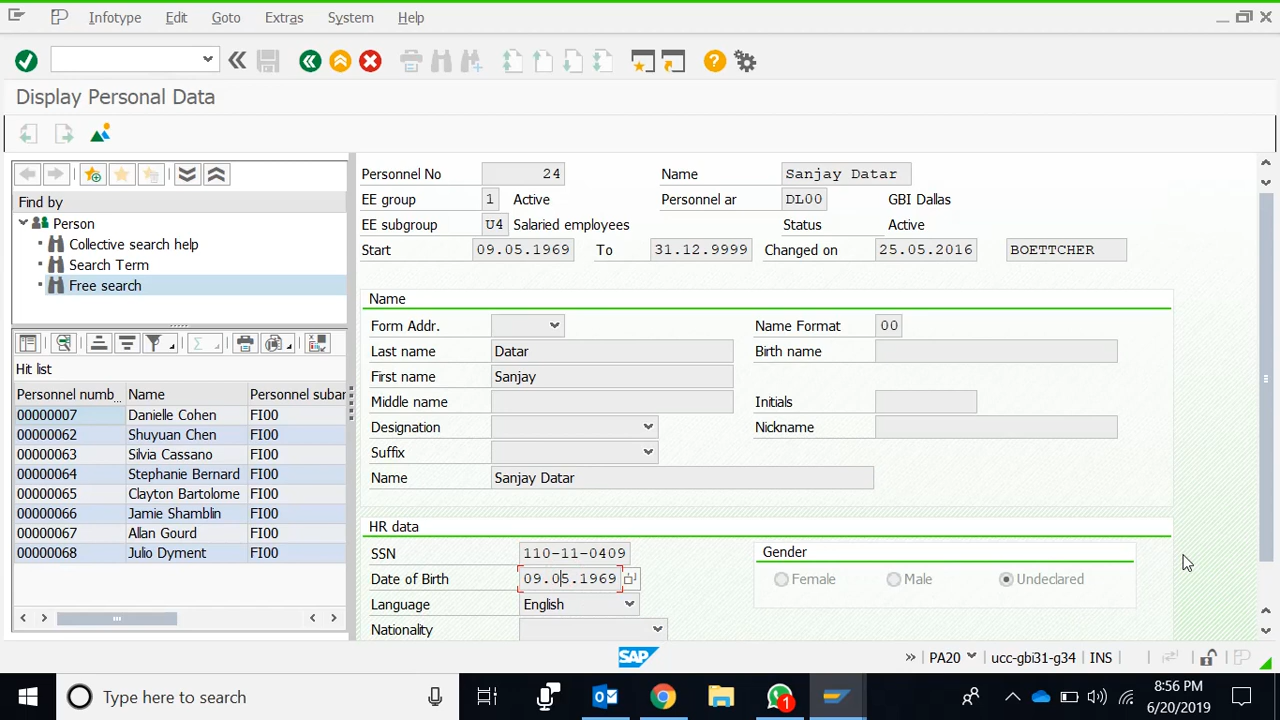 Infotype Edit Goto Extras System Help
Display Personal Data
Find by
Person
Collective search help
Search Term
Free search
Hit list
Personnel numb... Name Personnel subar
00000007 Danielle Cohen FI00
00000062 Shuyuan Chen FI00
00000063 Silvia Cassano FI00
00000064 Stephanie Bernard FI00
00000065 Clayton Bartolome FI00
00000066 Jamie Shamblin FI00
00000067 Allan Gourd FI00
00000068 Julio Dyment FI00
Personnel No 24 Name Sanjay Datar
EE group 1 Active Personnel ar DL00 GBI Dallas
EE subgroup U4 Salaried employees Status Active
Start 09.05.1969 To 31.12.9999 Changed on 25.05.2016 BOETTCHER
Name
Form Addr. Name Format 00
Last name Datar Birth name
First name Sanjay
Middle name Initials
Designation Nickname
Suffix
Name Sanjay Datar
HR data
SSN 110-11-0409
Date of Birth 09.05.1969
Language English
Nationality
Gender
Female Male Undeclared
SAP PA20 ucc-gbi31-g34 INS
Type here to search
1
8:56 PM
6/20/2019